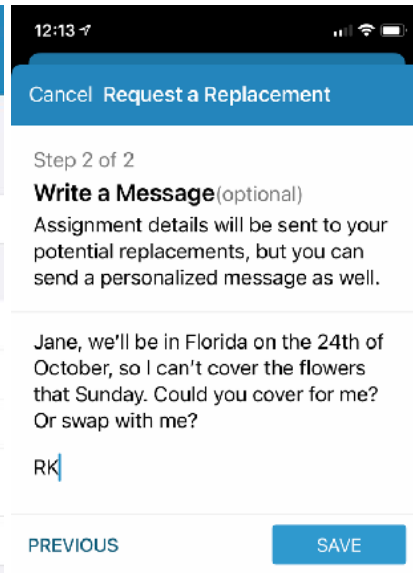 12:13
Cancel Request a Replacement
Step 2 of 2
Write a Message(optional)
Assignment details will be sent to your
potential replacements, but you can
send a personalized message as well.
Jane, we'll be in Florida on the 24th of
October, so I can't cover the flowers
that Sunday. Could you cover for me?
Or swap with me?
RK
PREVIOUS SAVE